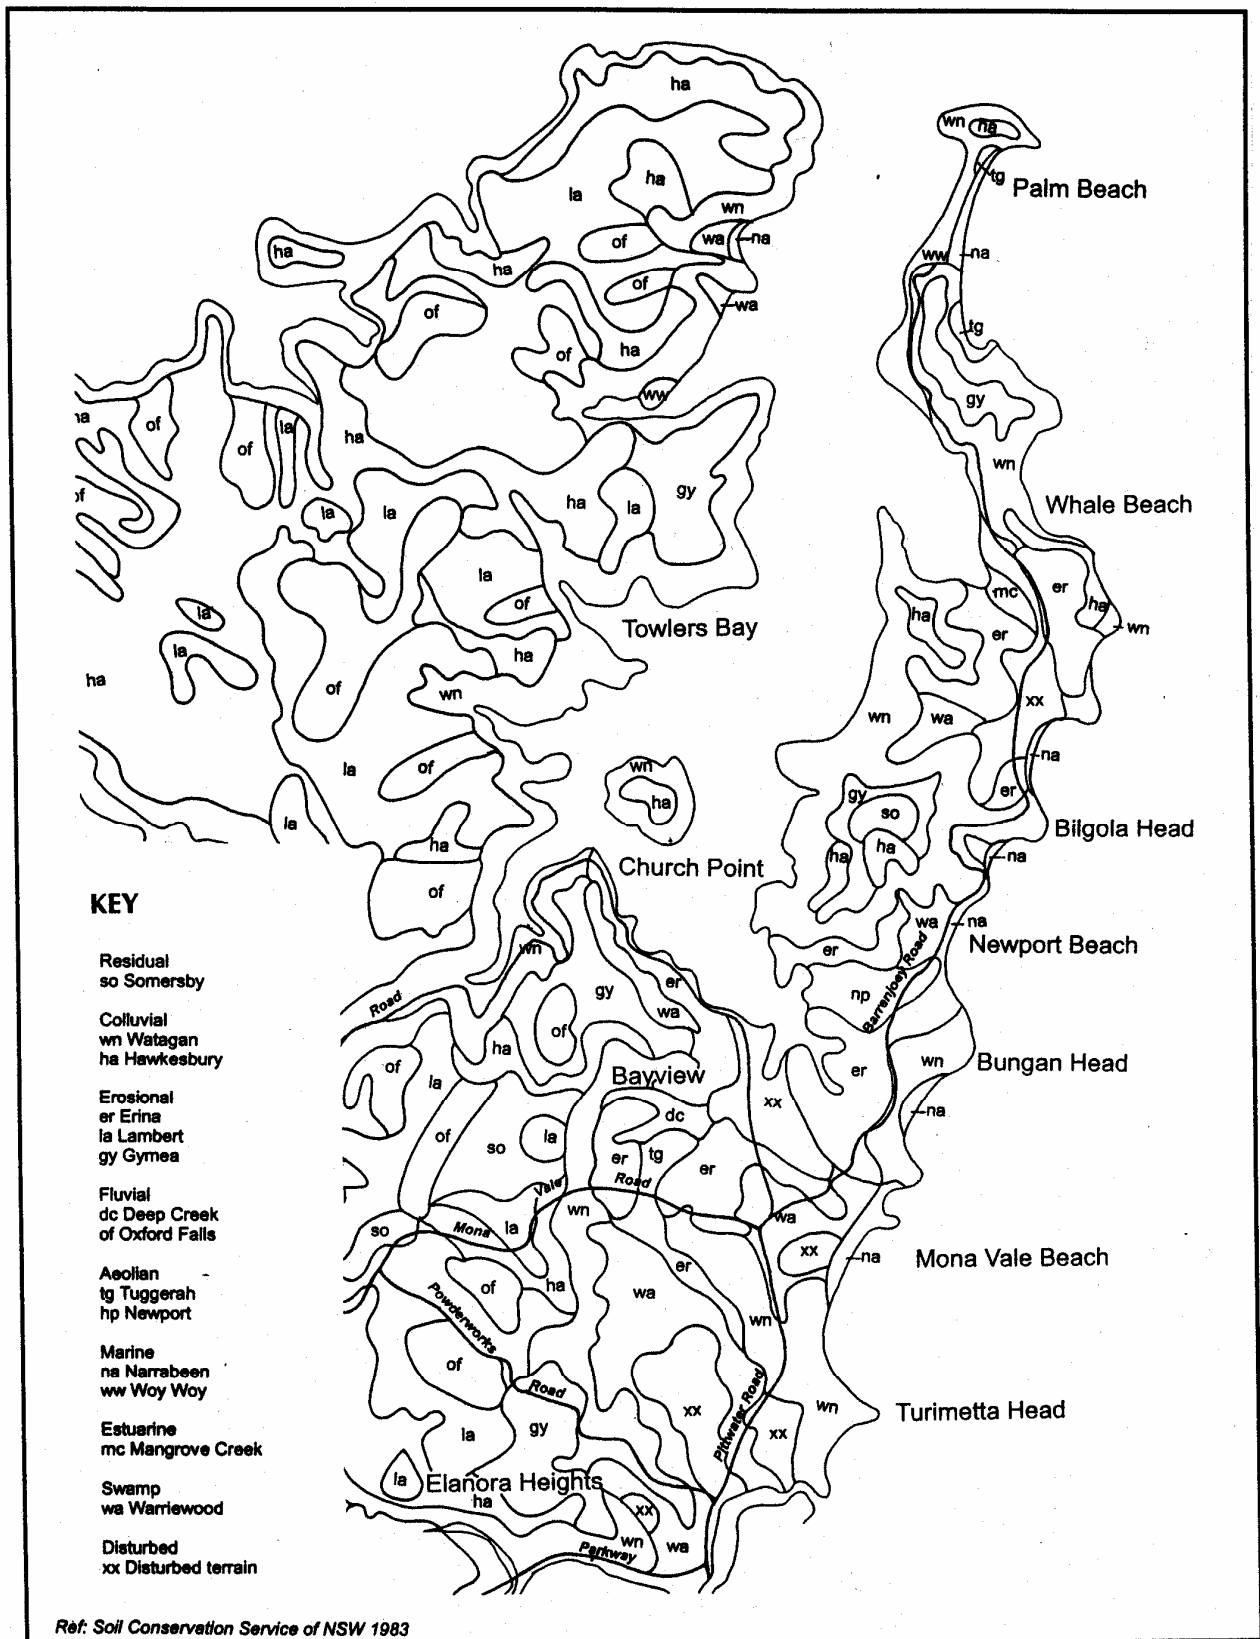 ha
wn
ha
tg
Palm Beach
la
ha
wn
of
wa
na
ha
ha
ww
na
of
wa
of
tg
of
ha
ww
gy
ha
of
of
la
ha
wn
Whale Beach
of
la
la
ha
la
gy
la
of
mc
er
ha
wn
la
Towlers Bay
ha
er
la
ha
ha
of
wn
wn
wa
xx
la
of
wn
ha
na
er
gy
so
la
ha
ha
ha
Bilgola Head
na
Church Point
of
KEY
wa
na
Newport Beach
wn
er
Residual
so Somersby
Road
gy
er
np
Barrenjoey Road
wa
Colluvial
wn Watagan
ha Hawkesbury
of
ha
of
la
Bayview
er
wn
Bungan Head
Erosional
er Erina
la Lambert
gy Gymea
xx
na
dc
of
so
la
er
tg
er
Fluvial
dc Deep Creek
of Oxford Falls
Vale
Road
wn
so
Mona
la
wa
xx
na
Mona Vale Beach
Aeolian
tg Tuggerah
hp Newport
of
ha
wa
er
Powderworks
wn
Marine
na Narrabeen
ww Woy Woy
of
Road
Pittwater Road
xx
wn
Turimetta Head
Estuarine
mc Mangrove Creek
la
gy
xx
la
Elanora Heights
ha
Swamp
wa Warriewood
xx
wn
wa
Parkway
Disturbed
xx Disturbed terrain
Ref: Soil Conservation Service of NSW 1983